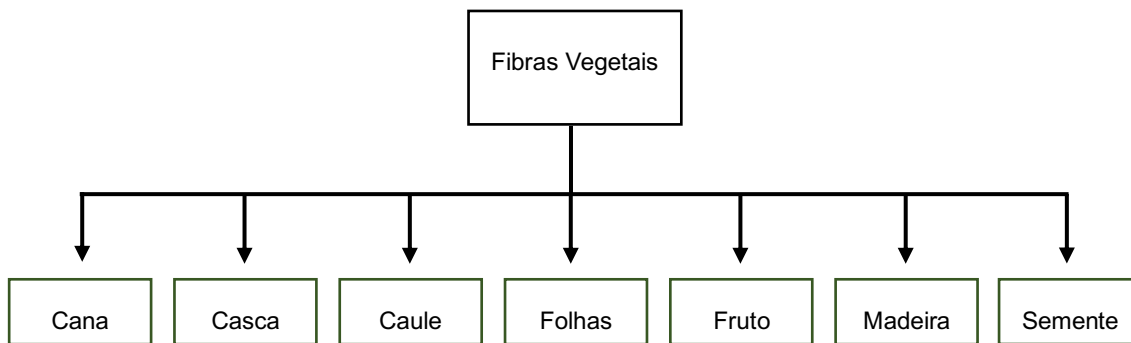 Fibras Vegetais
Cana
Casca
Caule
Folhas
Fruto
Madeira
Semente